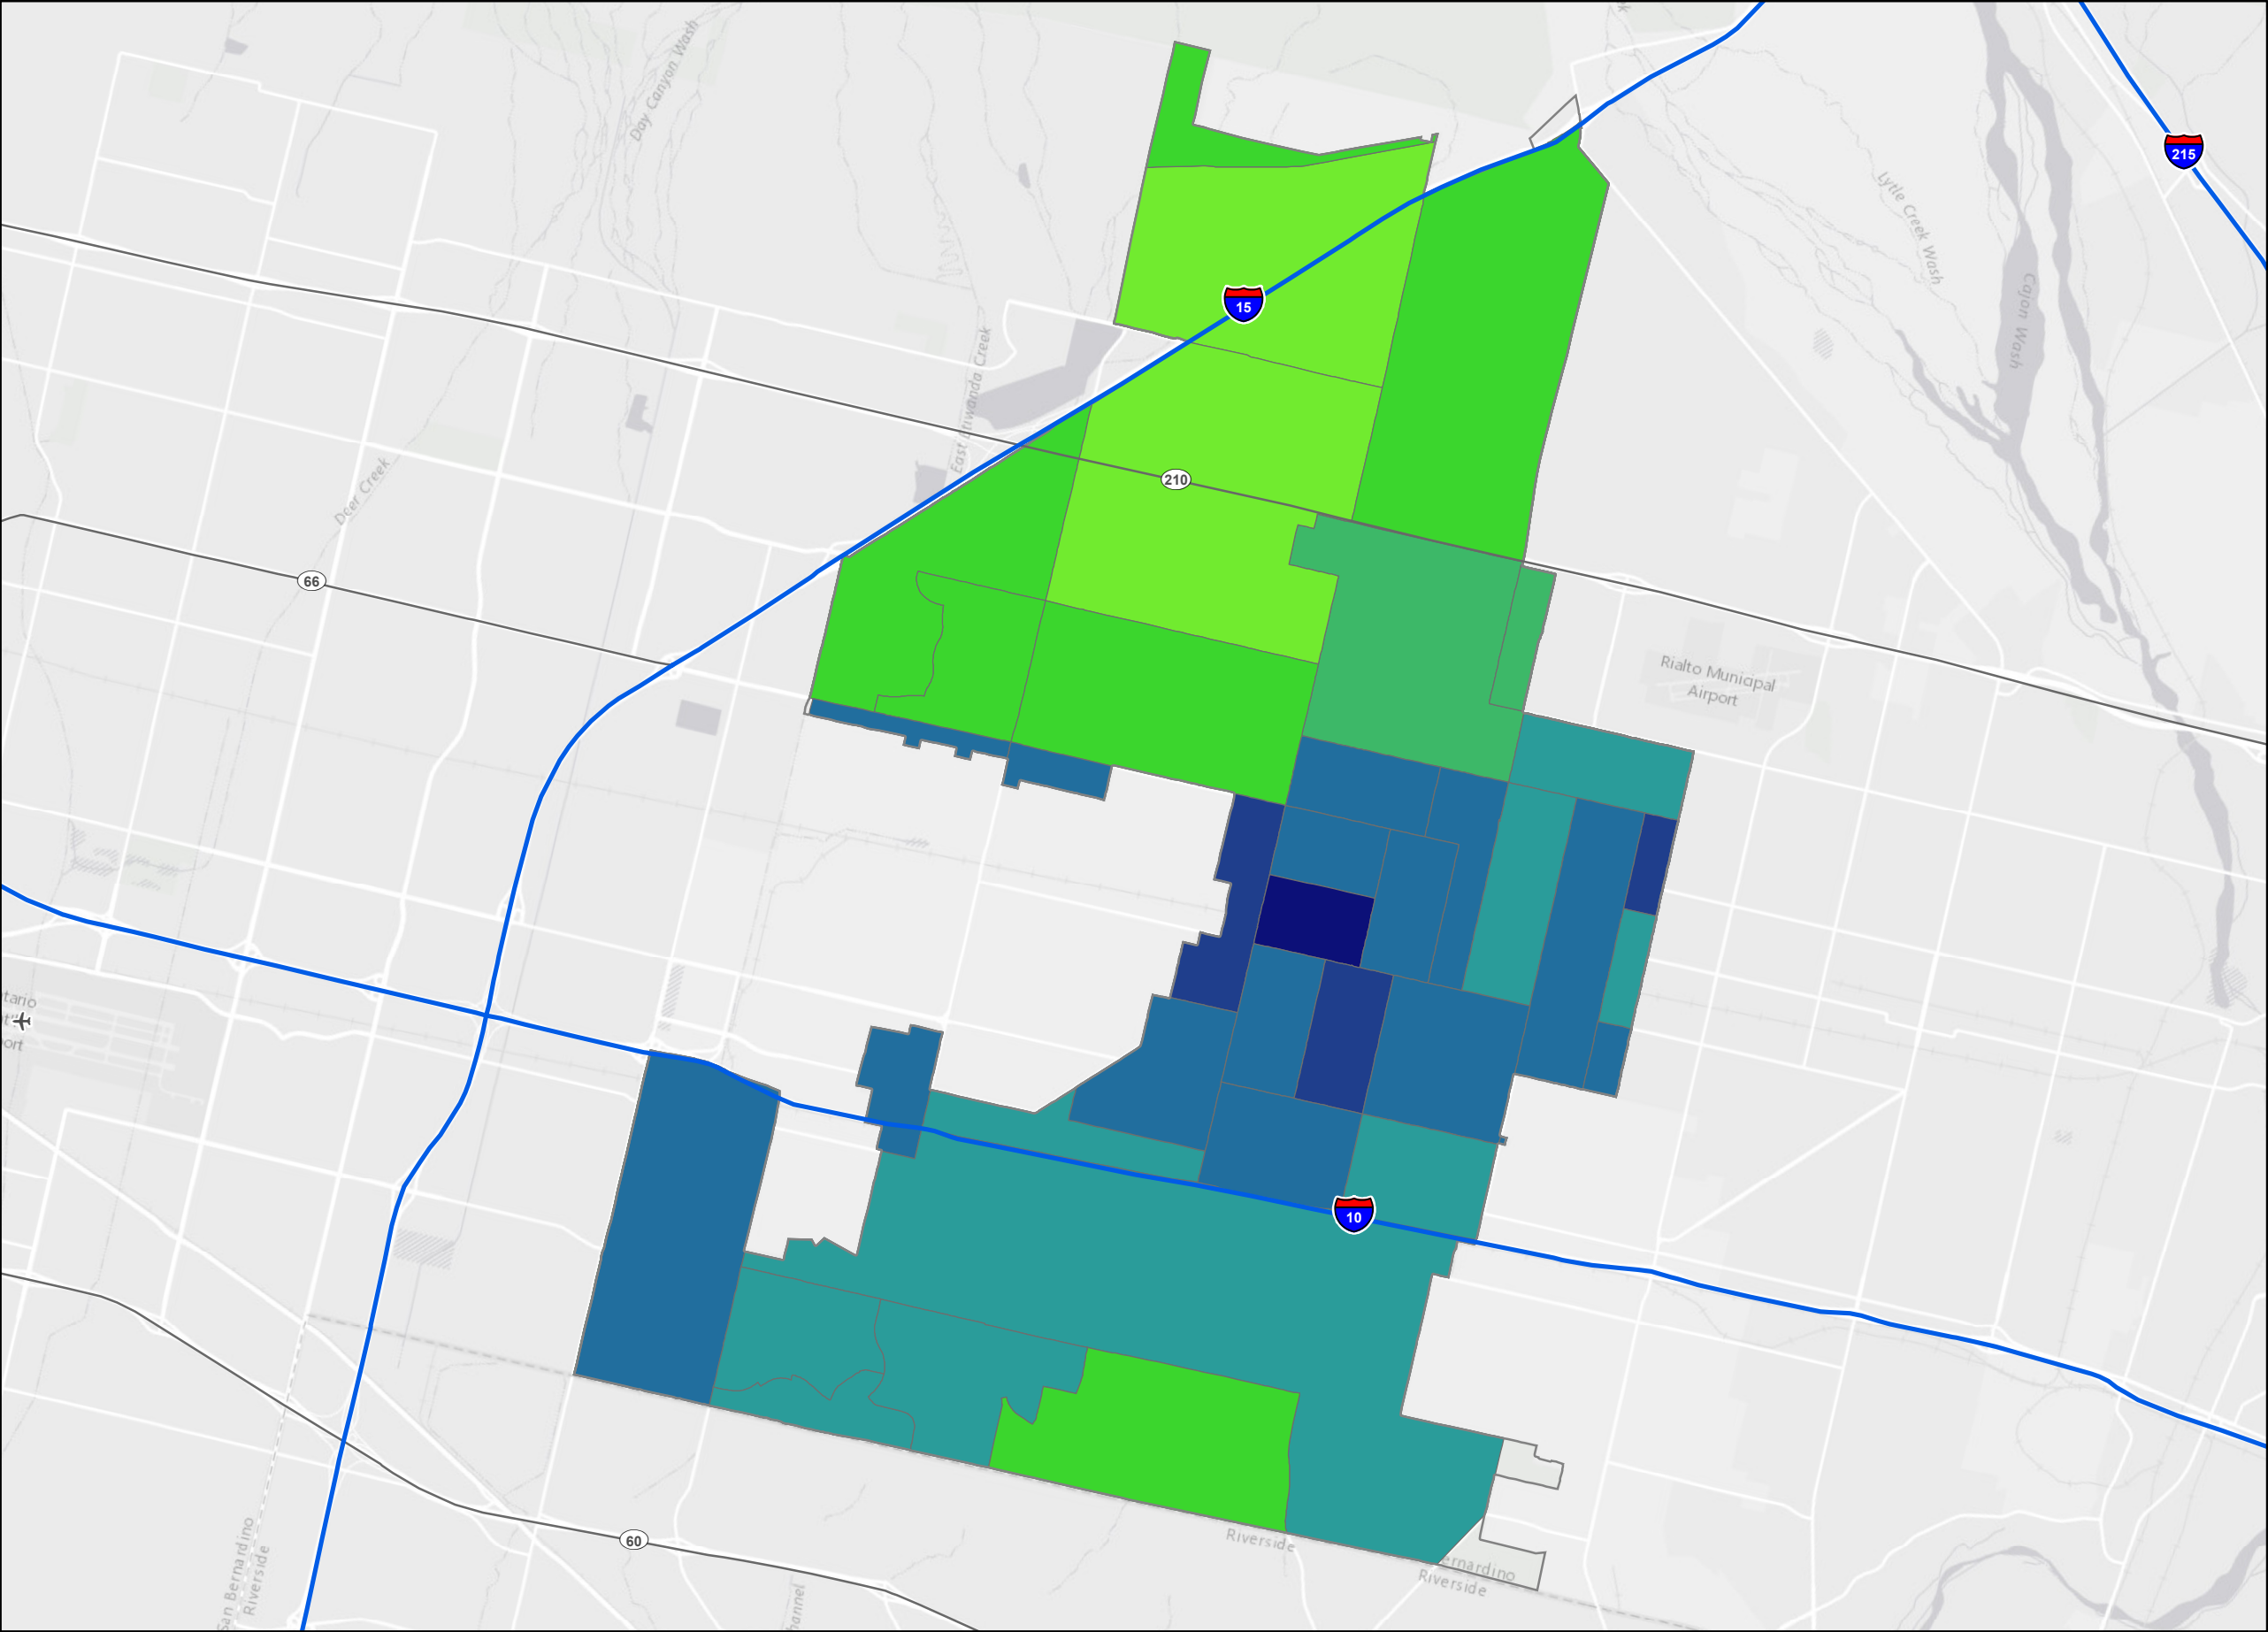 Day Canyon Wash
215
Lytle Creek Wash
Cajon Wash
15
East Etiwanda Creek
Deer Creek
210
66
Rialto Municipal
Airport
10
60
Riverside
Riverside
San Bernardino
Riverside